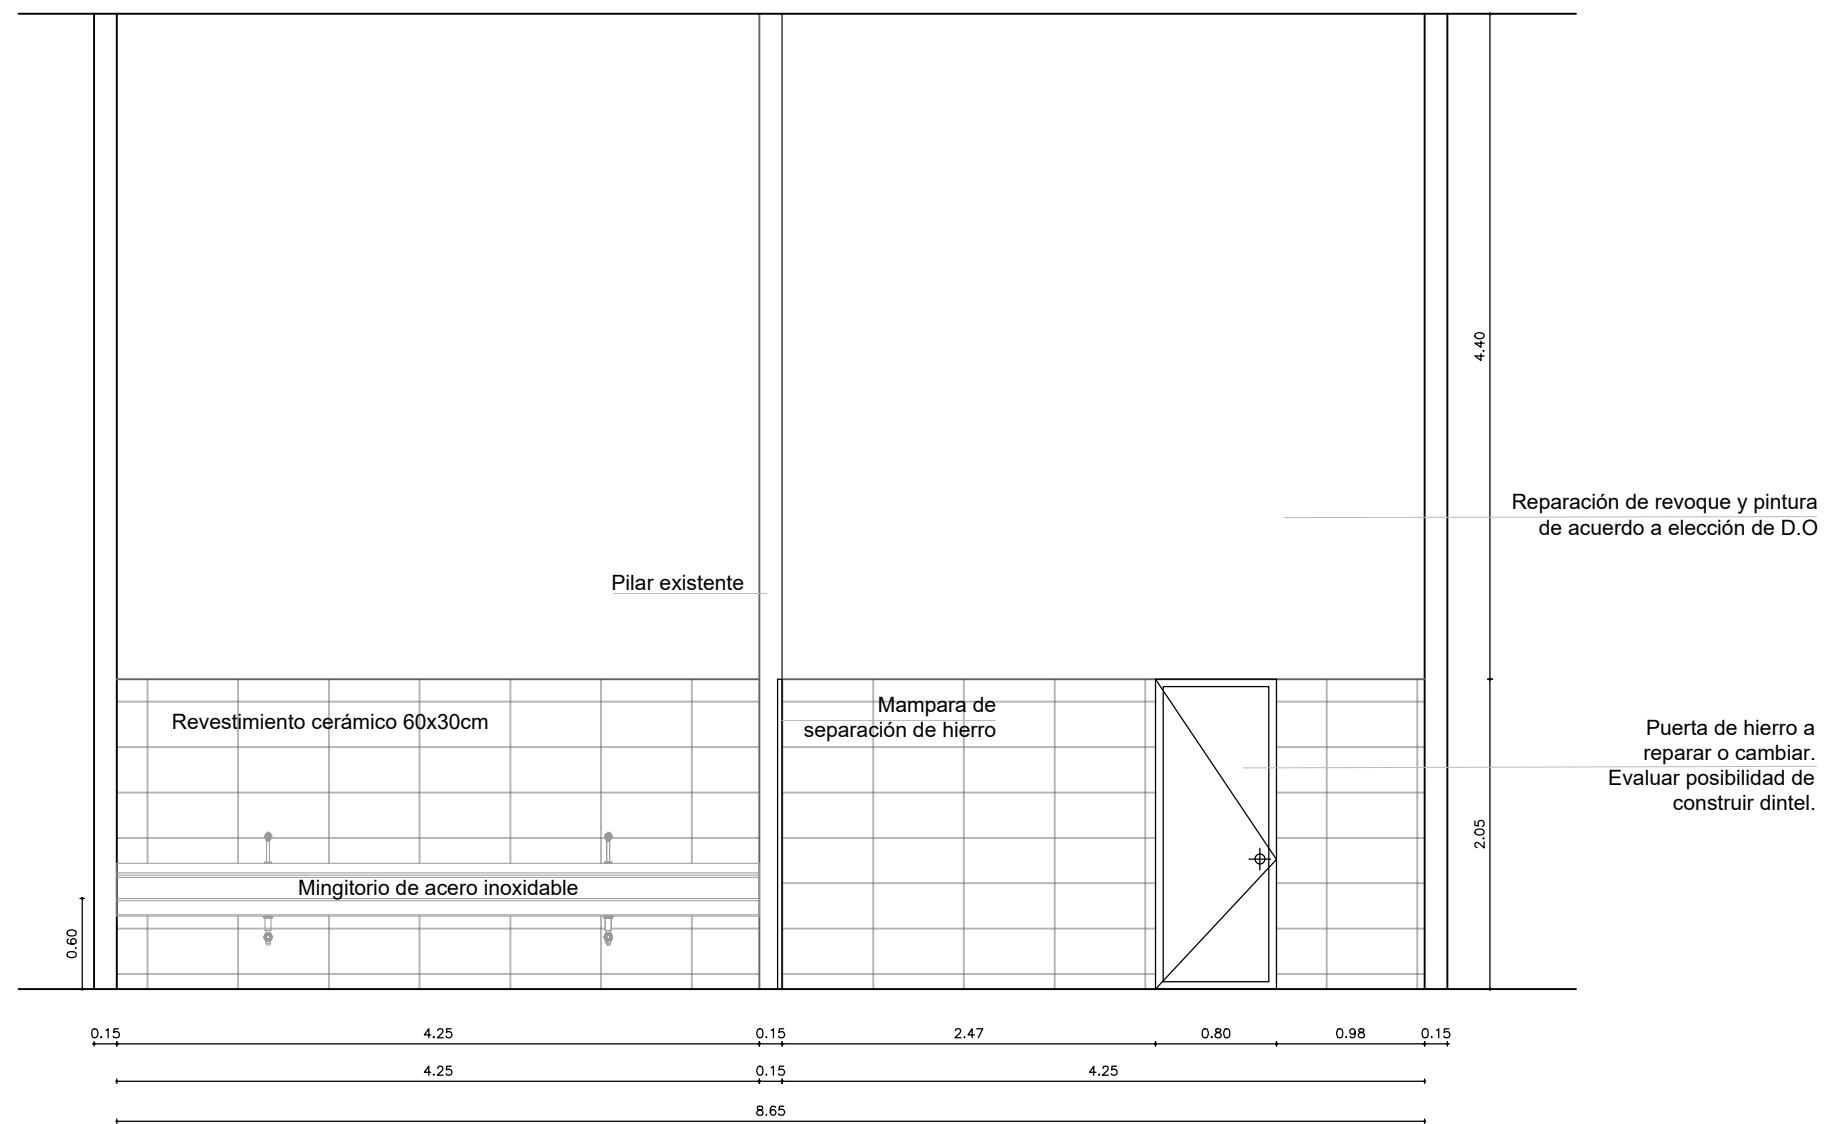 4.40
Reparación de revoque y pintura
de acuerdo a elección de D.O
Pilar existente
Mampara de
separación de hierro
Revestimiento cerámico 60x30cm
Puerta de hierro a
reparar o cambiar.
Evaluar posibilidad de
construir dintel.
2.05
Mingitorio de acero inoxidable
0.60
0.15 4.25 0.15 2.47 0.80 0.98 0.15
4.25 0.15 4.25
8.65